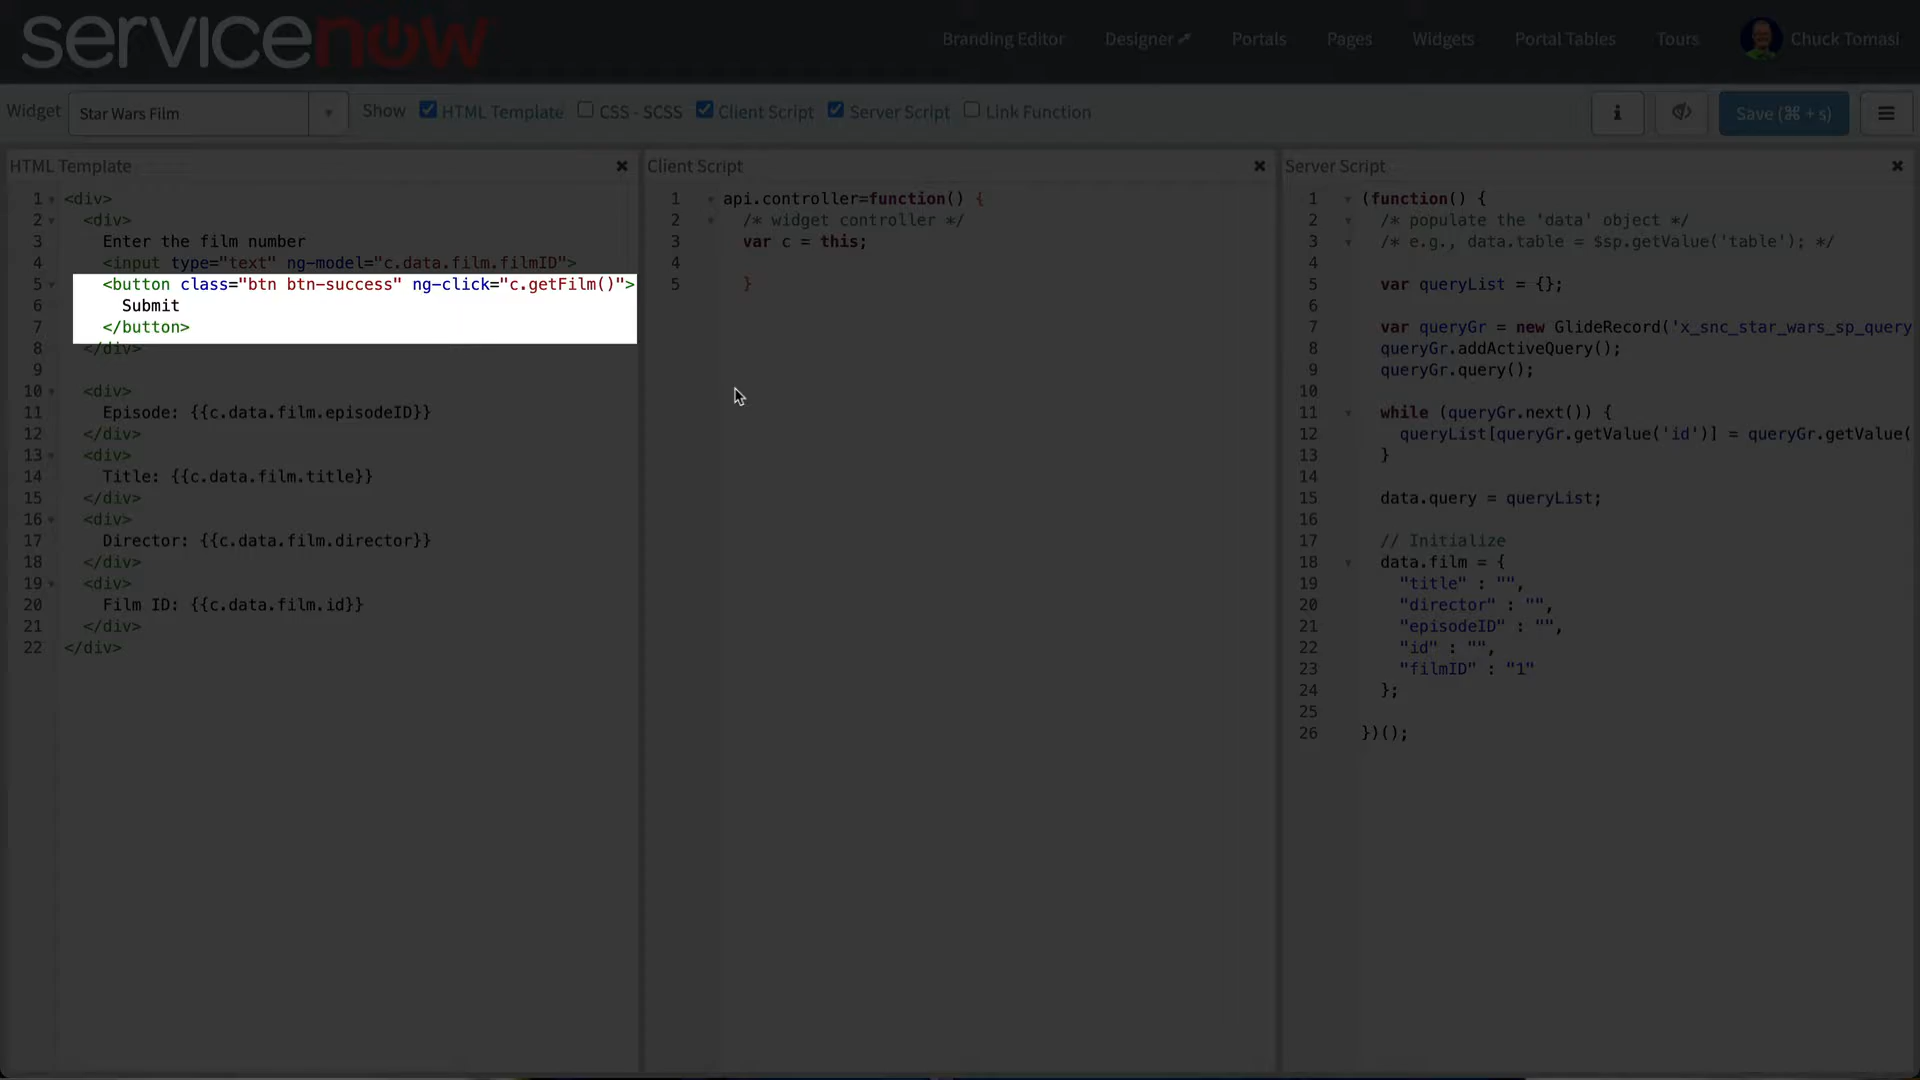 servicenow
Branding Editor Designer Portals Pages Widgets Portal Tables Tours Chuck Tomasi
Widget Star Wars Film Show HTML Template CSS - SCSS Client Script Server Script Link Function i Save (⌘ + s)
HTML Template
1 <div>
2 <div>
3 Enter the film number
4 <input type="text" ng-model="c.data.film.filmID">
5 <button class="btn btn-success" ng-click="c.getFilm()">
6 Submit
7 </button>
8 </div>
9
10 <div>
11 Episode: {{c.data.film.episodeID}}
12 </div>
13 <div>
14 Title: {{c.data.film.title}}
15 </div>
16 <div>
17 Director: {{c.data.film.director}}
18 </div>
19 <div>
20 Film ID: {{c.data.film.id}}
21 </div>
22 </div>
Client Script
1 api.controller=function() {
2 /* widget controller */
3 var c = this;
4
5 }
Server Script
1 (function() {
2 /* populate the 'data' object */
3 /* e.g., data.table = $sp.getValue('table'); */
4
5 var queryList = {};
6
7 var queryGr = new GlideRecord('x_snc_star_wars_sp_query
8 queryGr.addActiveQuery();
9 queryGr.query();
10
11 while (queryGr.next()) {
12 queryList[queryGr.getValue('id')] = queryGr.getValue(
13 }
14
15 data.query = queryList;
16
17 // Initialize
18 data.film = {
19 "title" : "",
20 "director" : "",
21 "episodeID" : "",
22 "id" : "",
23 "filmID" : "1"
24 };
25
26 })();